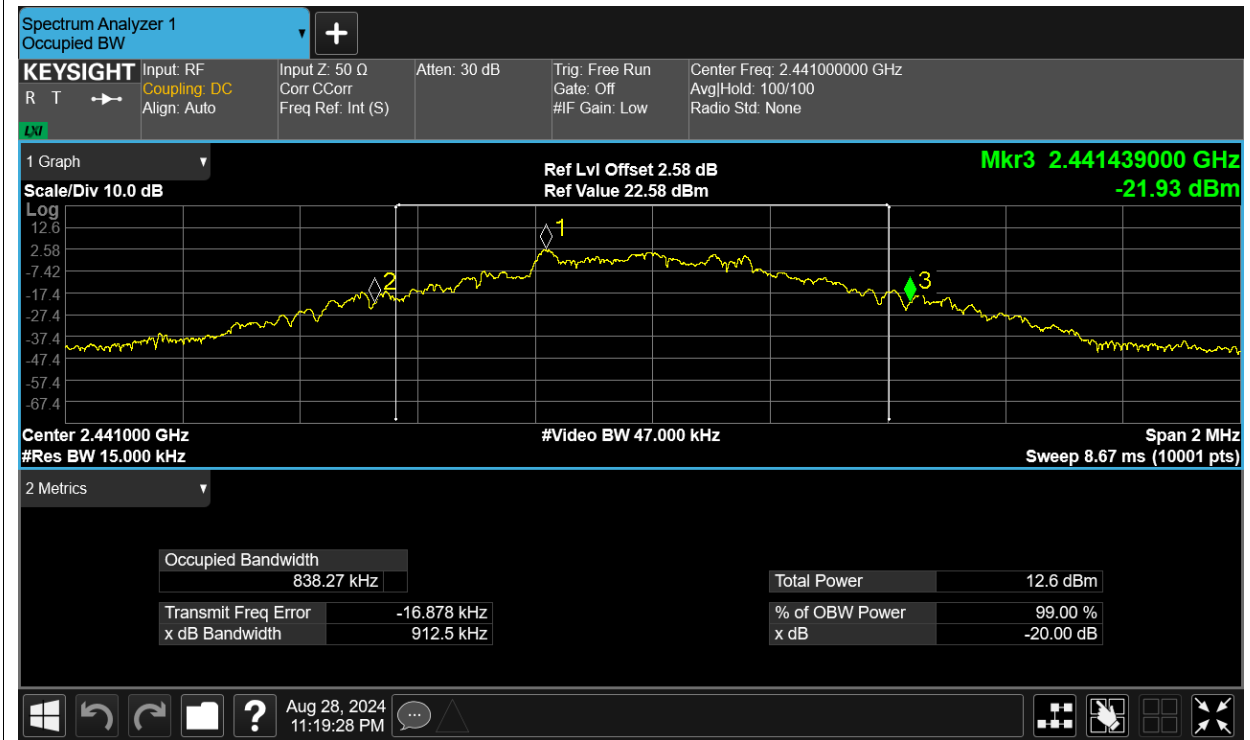 Spectrum Analyzer 1
Occupied BW
+
KEYSIGHT
R T
LXI
Input: RF
Coupling: DC
Align: Auto
Input Z: 50 Ω
Corr CCorr
Freq Ref: Int (S)
Atten: 30 dB
Trig: Free Run
Gate: Off
#IF Gain: Low
Center Freq: 2.441000000 GHz
Avg|Hold: 100/100
Radio Std: None
1 Graph
Scale/Div 10.0 dB
Ref Lvl Offset 2.58 dB
Ref Value 22.58 dBm
Mkr3 2.441439000 GHz
-21.93 dBm
Log
12.6
2.58
-7.42
-17.4
-27.4
-37.4
-47.4
-57.4
-67.4
1
2
3
Center 2.441000 GHz
#Video BW 47.000 kHz
Span 2 MHz
#Res BW 15.000 kHz
Sweep 8.67 ms (10001 pts)
2 Metrics
Occupied Bandwidth
838.27 kHz
Transmit Freq Error -16.878 kHz
x dB Bandwidth 912.5 kHz
Total Power 12.6 dBm
% of OBW Power 99.00 %
x dB -20.00 dB
?
Aug 28, 2024
11:19:28 PM